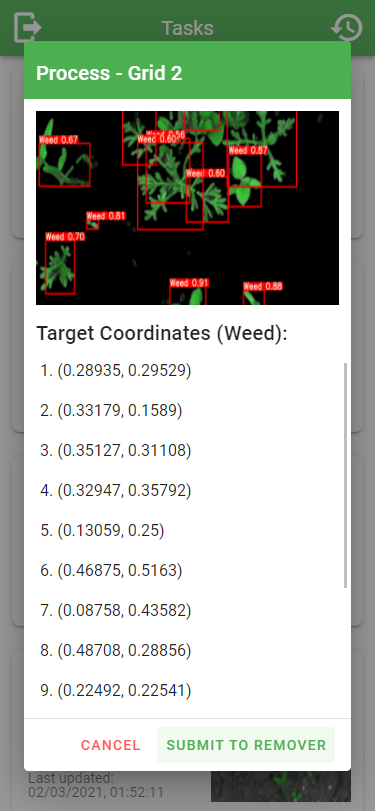 Tasks
Process - Grid 2
Weed 0.67
Weed 0.60
Weed 0.87
Weed 0.60
Weed 0.81
Weed 0.70
Weed 0.91
Weed 0.88
Target Coordinates (Weed):
1. (0.28935, 0.29529)
2. (0.33179, 0.1589)
3. (0.35127, 0.31108)
4. (0.32947, 0.35792)
5. (0.13059, 0.25)
6. (0.46875, 0.5163)
7. (0.08758, 0.43582)
8. (0.48708, 0.28856)
9. (0.22492, 0.22541)
CANCEL
SUBMIT TO REMOVER
Last updated:
02/03/2021, 01:52:11